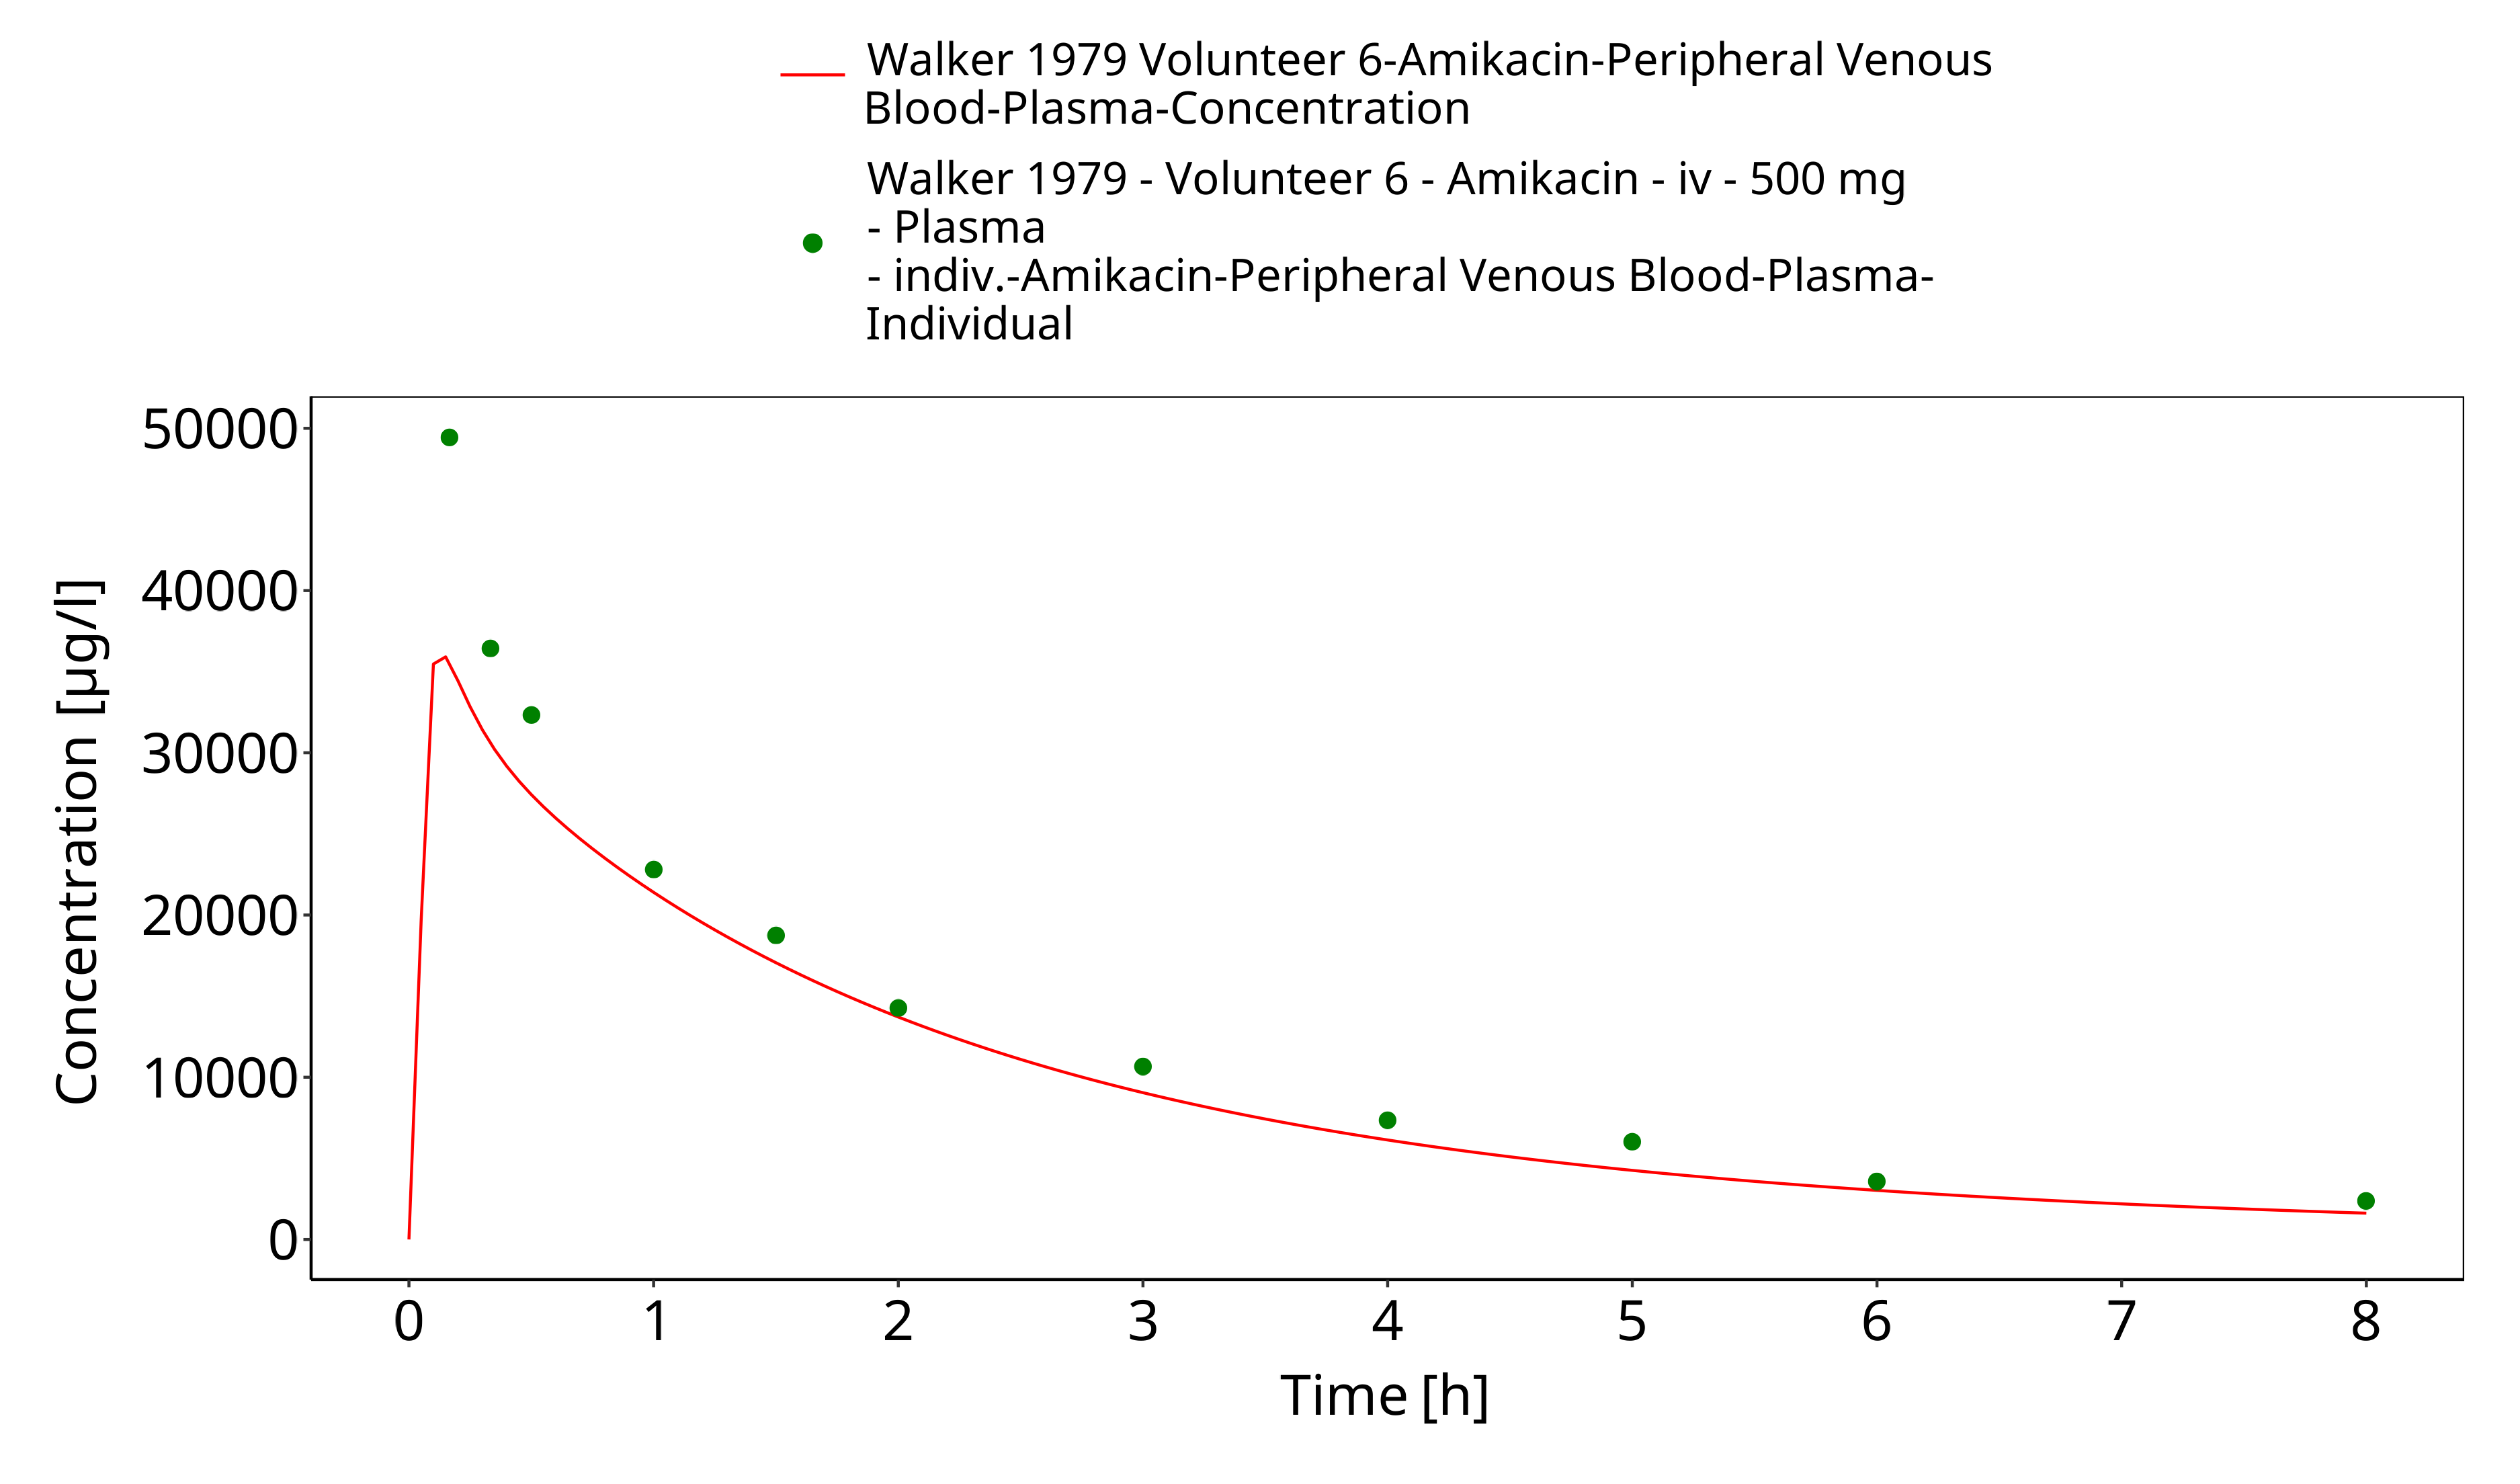 Walker 1979 Volunteer 6-Amikacin-Peripheral Venous
Blood-Plasma-Concentration
Walker 1979 - Volunteer 6 - Amikacin - iv - 500 mg
- Plasma
- indiv.-Amikacin-Peripheral Venous Blood-Plasma-
Individual
50000
40000
30000
20000
10000
0
Concentration [µg/l]
0 1 2 3 4 5 6 7 8
Time [h]